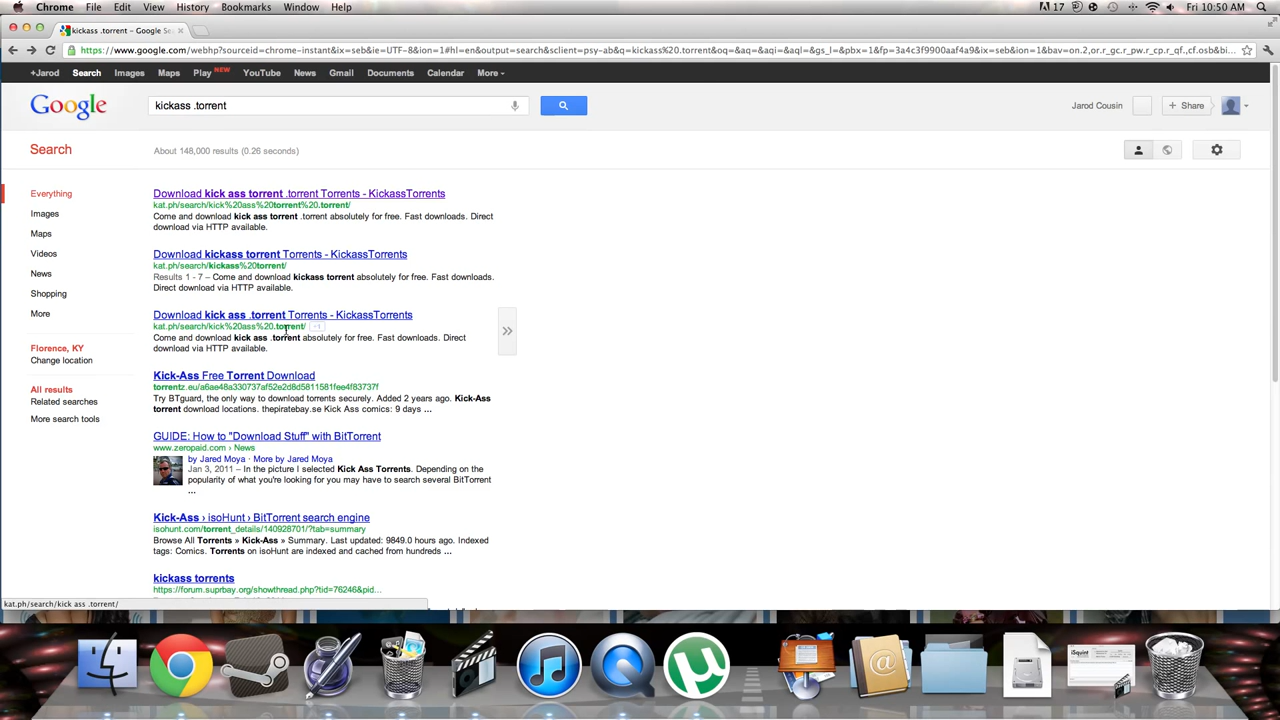 Chrome File Edit View History Bookmarks Window Help 17 Fri 10:50 AM
kickass .torrent – Google Se
https://www.google.com/webhp?sourceid=chrome-instant&ix=seb&ie=UTF-8&ion=1#hl=en&output=search&sclient=psy-ab&q=kickass%20.torrent&oq=&aq=&aqi=&aql=&gs_l=&pbx=1&fp=3a4c3f9900aaf4a9&ix=seb&ion=1&bav=on.2,or.r_gc.r_pw.r_cp.r_qf.,cf.osb&bi...
+Jarod Search Images Maps Play NEW YouTube News Gmail Documents Calendar More
Google kickass .torrent Jarod Cousin + Share
Search About 148,000 results (0.26 seconds)
Everything
Images
Maps
Videos
News
Shopping
More
Florence, KY
Change location
All results
Related searches
More search tools
Download kick ass torrent .torrent Torrents - KickassTorrents
kat.ph/search/kick%20ass%20torrent%20.torrent/
Come and download kick ass torrent .torrent absolutely for free. Fast downloads. Direct
download via HTTP available.
Download kickass torrent Torrents - KickassTorrents
kat.ph/search/kickass%20torrent/
Results 1 - 7 – Come and download kickass torrent absolutely for free. Fast downloads.
Direct download via HTTP available.
Download kick ass .torrent Torrents - KickassTorrents
kat.ph/search/kick%20ass%20.torrent/
Come and download kick ass .torrent absolutely for free. Fast downloads. Direct
download via HTTP available.
Kick-Ass Free Torrent Download
torrentz.eu/a6ae48a330737af52e2d8d5811581fee4f83737f
Try BTguard, the only way to download torrents securely. Added 2 years ago. Kick-Ass
torrent download locations. thepiratebay.se Kick Ass comics: 9 days ...
GUIDE: How to "Download Stuff" with BitTorrent
www.zeropaid.com › News
by Jared Moya - More by Jared Moya
Jan 3, 2011 – In the picture I selected Kick Ass Torrents. Depending on the
popularity of what you're looking for you may have to search several BitTorrent
...
Kick-Ass › isoHunt › BitTorrent search engine
isohunt.com/torrent_details/140928701/?tab=summary
Browse All Torrents » Kick-Ass » Summary. Last updated: 9849.0 hours ago. Indexed
tags: Comics. Torrents on isoHunt are indexed and cached from hundreds ...
kickass torrents
https://forum.suprbay.org/showthread.php?tid=76246&pid...
kat.ph/search/kick ass .torrent/
iSquint